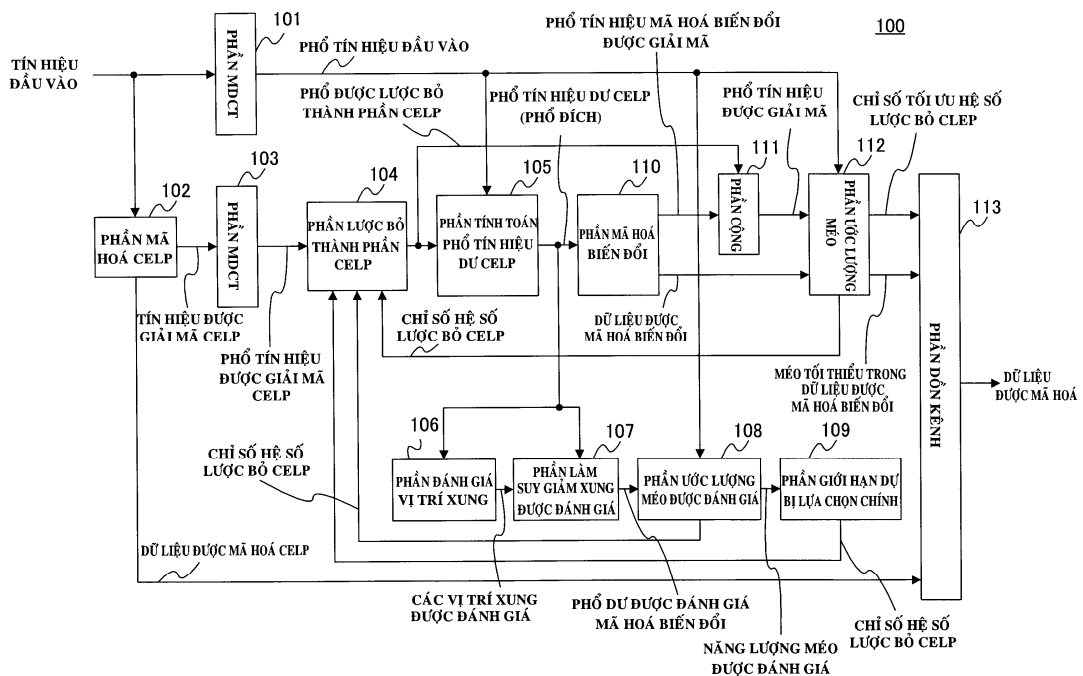 101
PHỔ TÍN HIỆU MÃ HOÁ BIẾN ĐỔI
ĐƯỢC GIẢI MÃ
100
TÍN HIỆU
ĐẦU VÀO
PHẦN MDCT
PHỔ TÍN HIỆU ĐẦU VÀO
PHỔ ĐƯỢC LƯỢC BỎ
THÀNH PHẦN CELP
PHỔ TÍN HIỆU DƯ CELP
(PHỔ ĐÍCH)
PHỔ TÍN HIỆU
ĐƯỢC GIẢI MÃ
CHỈ SỐ TỐI ƯU HỆ SỐ
LƯỢC BỎ CLEP
102
PHẦN MÃ
HOÁ CELP
103
PHẦN MDCT
104
PHẦN LƯỢC BỎ
THÀNH PHẦN
CELP
105
PHẦN TÍNH TOÁN
PHỔ TÍN HIỆU
DƯ CELP
110
PHẦN MÃ HOÁ
BIẾN ĐỔI
111
PHẦN CỘNG
112
PHẦN ƯỚC LƯỢNG
MÉO
113
PHẦN DỒN KÊNH
TÍN HIỆU ĐƯỢC
GIẢI MÃ CELP
PHỔ TÍN HIỆU
ĐƯỢC GIẢI MÃ
CELP
CHỈ SỐ HỆ SỐ
LƯỢC BỎ CELP
DỮ LIỆU ĐƯỢC
MÃ HOÁ BIẾN ĐỔI
MÉO TỐI THIỂU TRONG
DỮ LIỆU ĐƯỢC
MÃ HOÁ BIẾN ĐỔI
DỮ LIỆU
ĐƯỢC MÃ HOÁ
CHỈ SỐ HỆ SỐ
LƯỢC BỎ CELP
106
PHẦN ĐÁNH GIÁ
VỊ TRÍ XUNG
107
PHẦN LÀM
SUY GIẢM XUNG
ĐƯỢC ĐÁNH GIÁ
108
PHẦN ƯỚC LƯỢNG
MÉO ĐƯỢC ĐÁNH GIÁ
109
PHẦN GIỚI HẠN DỰ
BỊ LỰA CHỌN CHÍNH
DỮ LIỆU ĐƯỢC MÃ HOÁ CELP
CÁC VỊ TRÍ XUNG
ĐƯỢC ĐÁNH GIÁ
PHỔ DƯ ĐƯỢC ĐÁNH GIÁ
MÃ HOÁ BIẾN ĐỔI
NĂNG LƯỢNG MÉO
ĐƯỢC ĐÁNH GIÁ
CHỈ SỐ HỆ SỐ
LƯỢC BỎ CELP